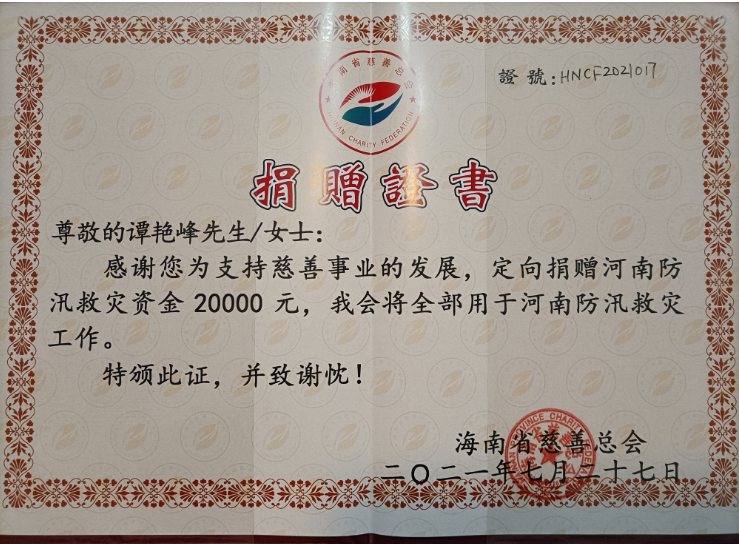 證 號:HNCF2021017
海南省慈善总会
HAINAN CHARITY FEDERATION
捐贈證書
尊敬的谭艳峰先生/女士:
感谢您为支持慈善事业的发展,定向捐赠河南防
汛救灾资金 20000 元,我会将全部用于河南防汛救灾
工作。
特颁此证,并致谢忱!
海南省慈善总会
二〇二一年七月二十七日